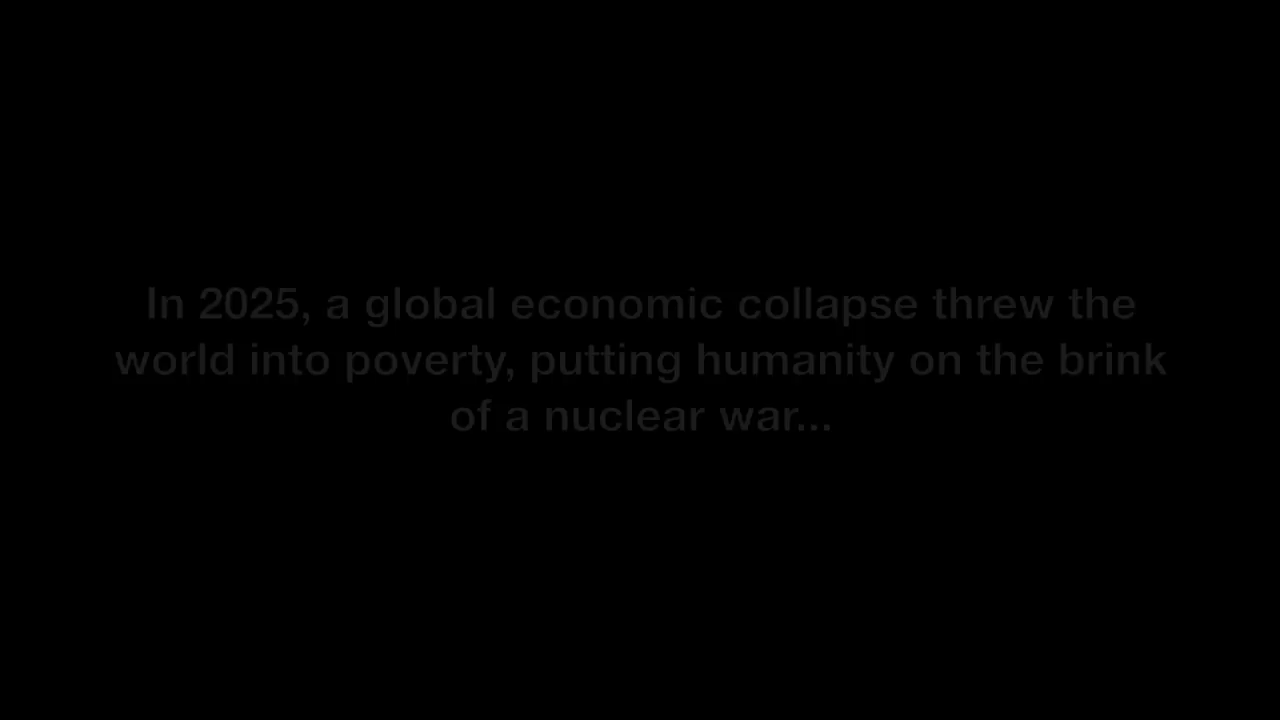 In 2025, a global economic collapse threw the
world into poverty, putting humanity on the brink
of a nuclear war...